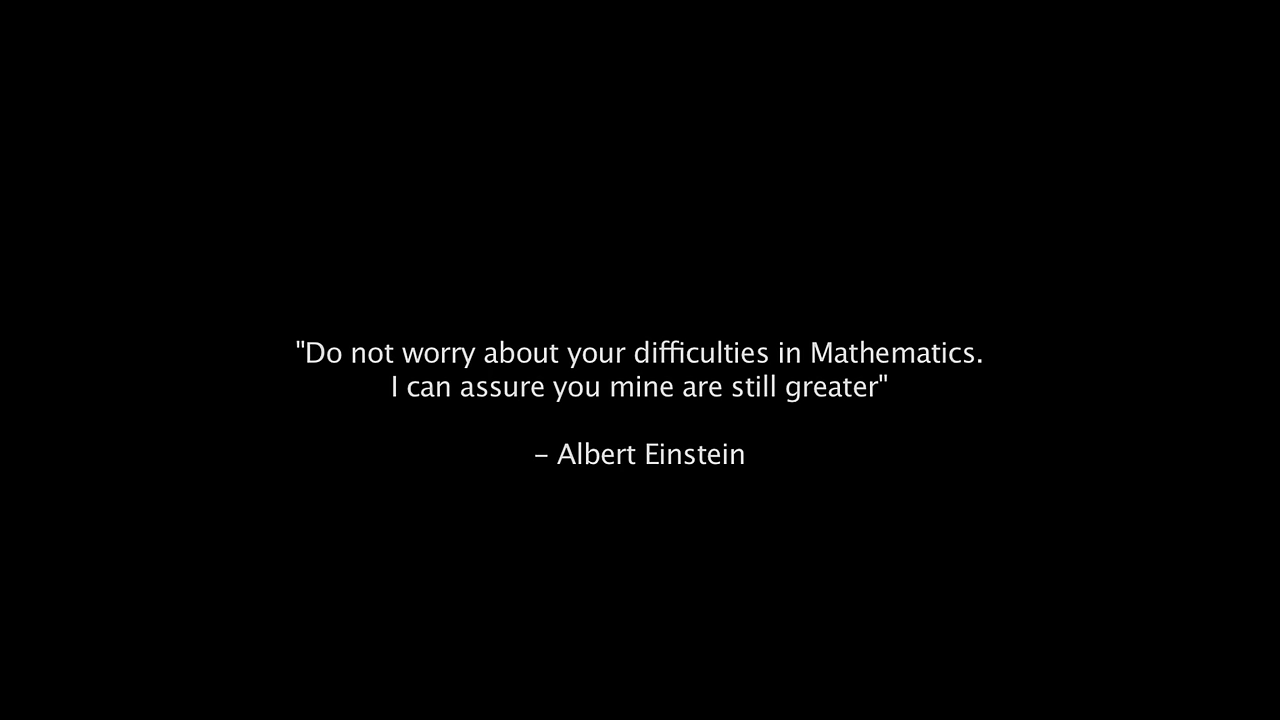 "Do not worry about your difficulties in Mathematics.
I can assure you mine are still greater"
– Albert Einstein